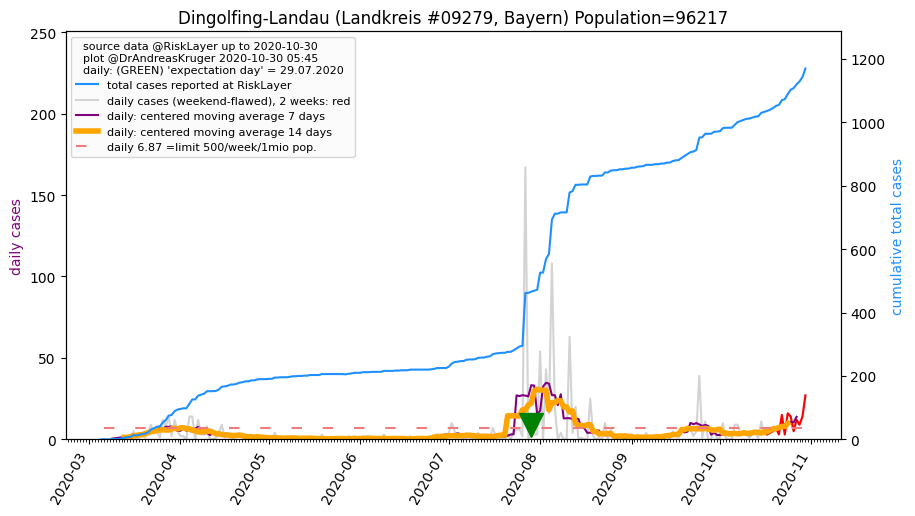 Dingolfing-Landau (Landkreis #09279, Bayern) Population=96217
source data @RiskLayer up to 2020-10-30
plot @DrAndreasKruger 2020-10-30 05:45
daily: (GREEN) 'expectation day' = 29.07.2020
total cases reported at RiskLayer
daily cases (weekend-flawed), 2 weeks: red
daily: centered moving average 7 days
daily: centered moving average 14 days
daily 6.87 =limit 500/week/1mio pop.
daily cases
250
200
150
100
50
0
cumulative total cases
1200
1000
800
600
400
200
0
2020-03
2020-04
2020-05
2020-06
2020-07
2020-08
2020-09
2020-10
2020-11